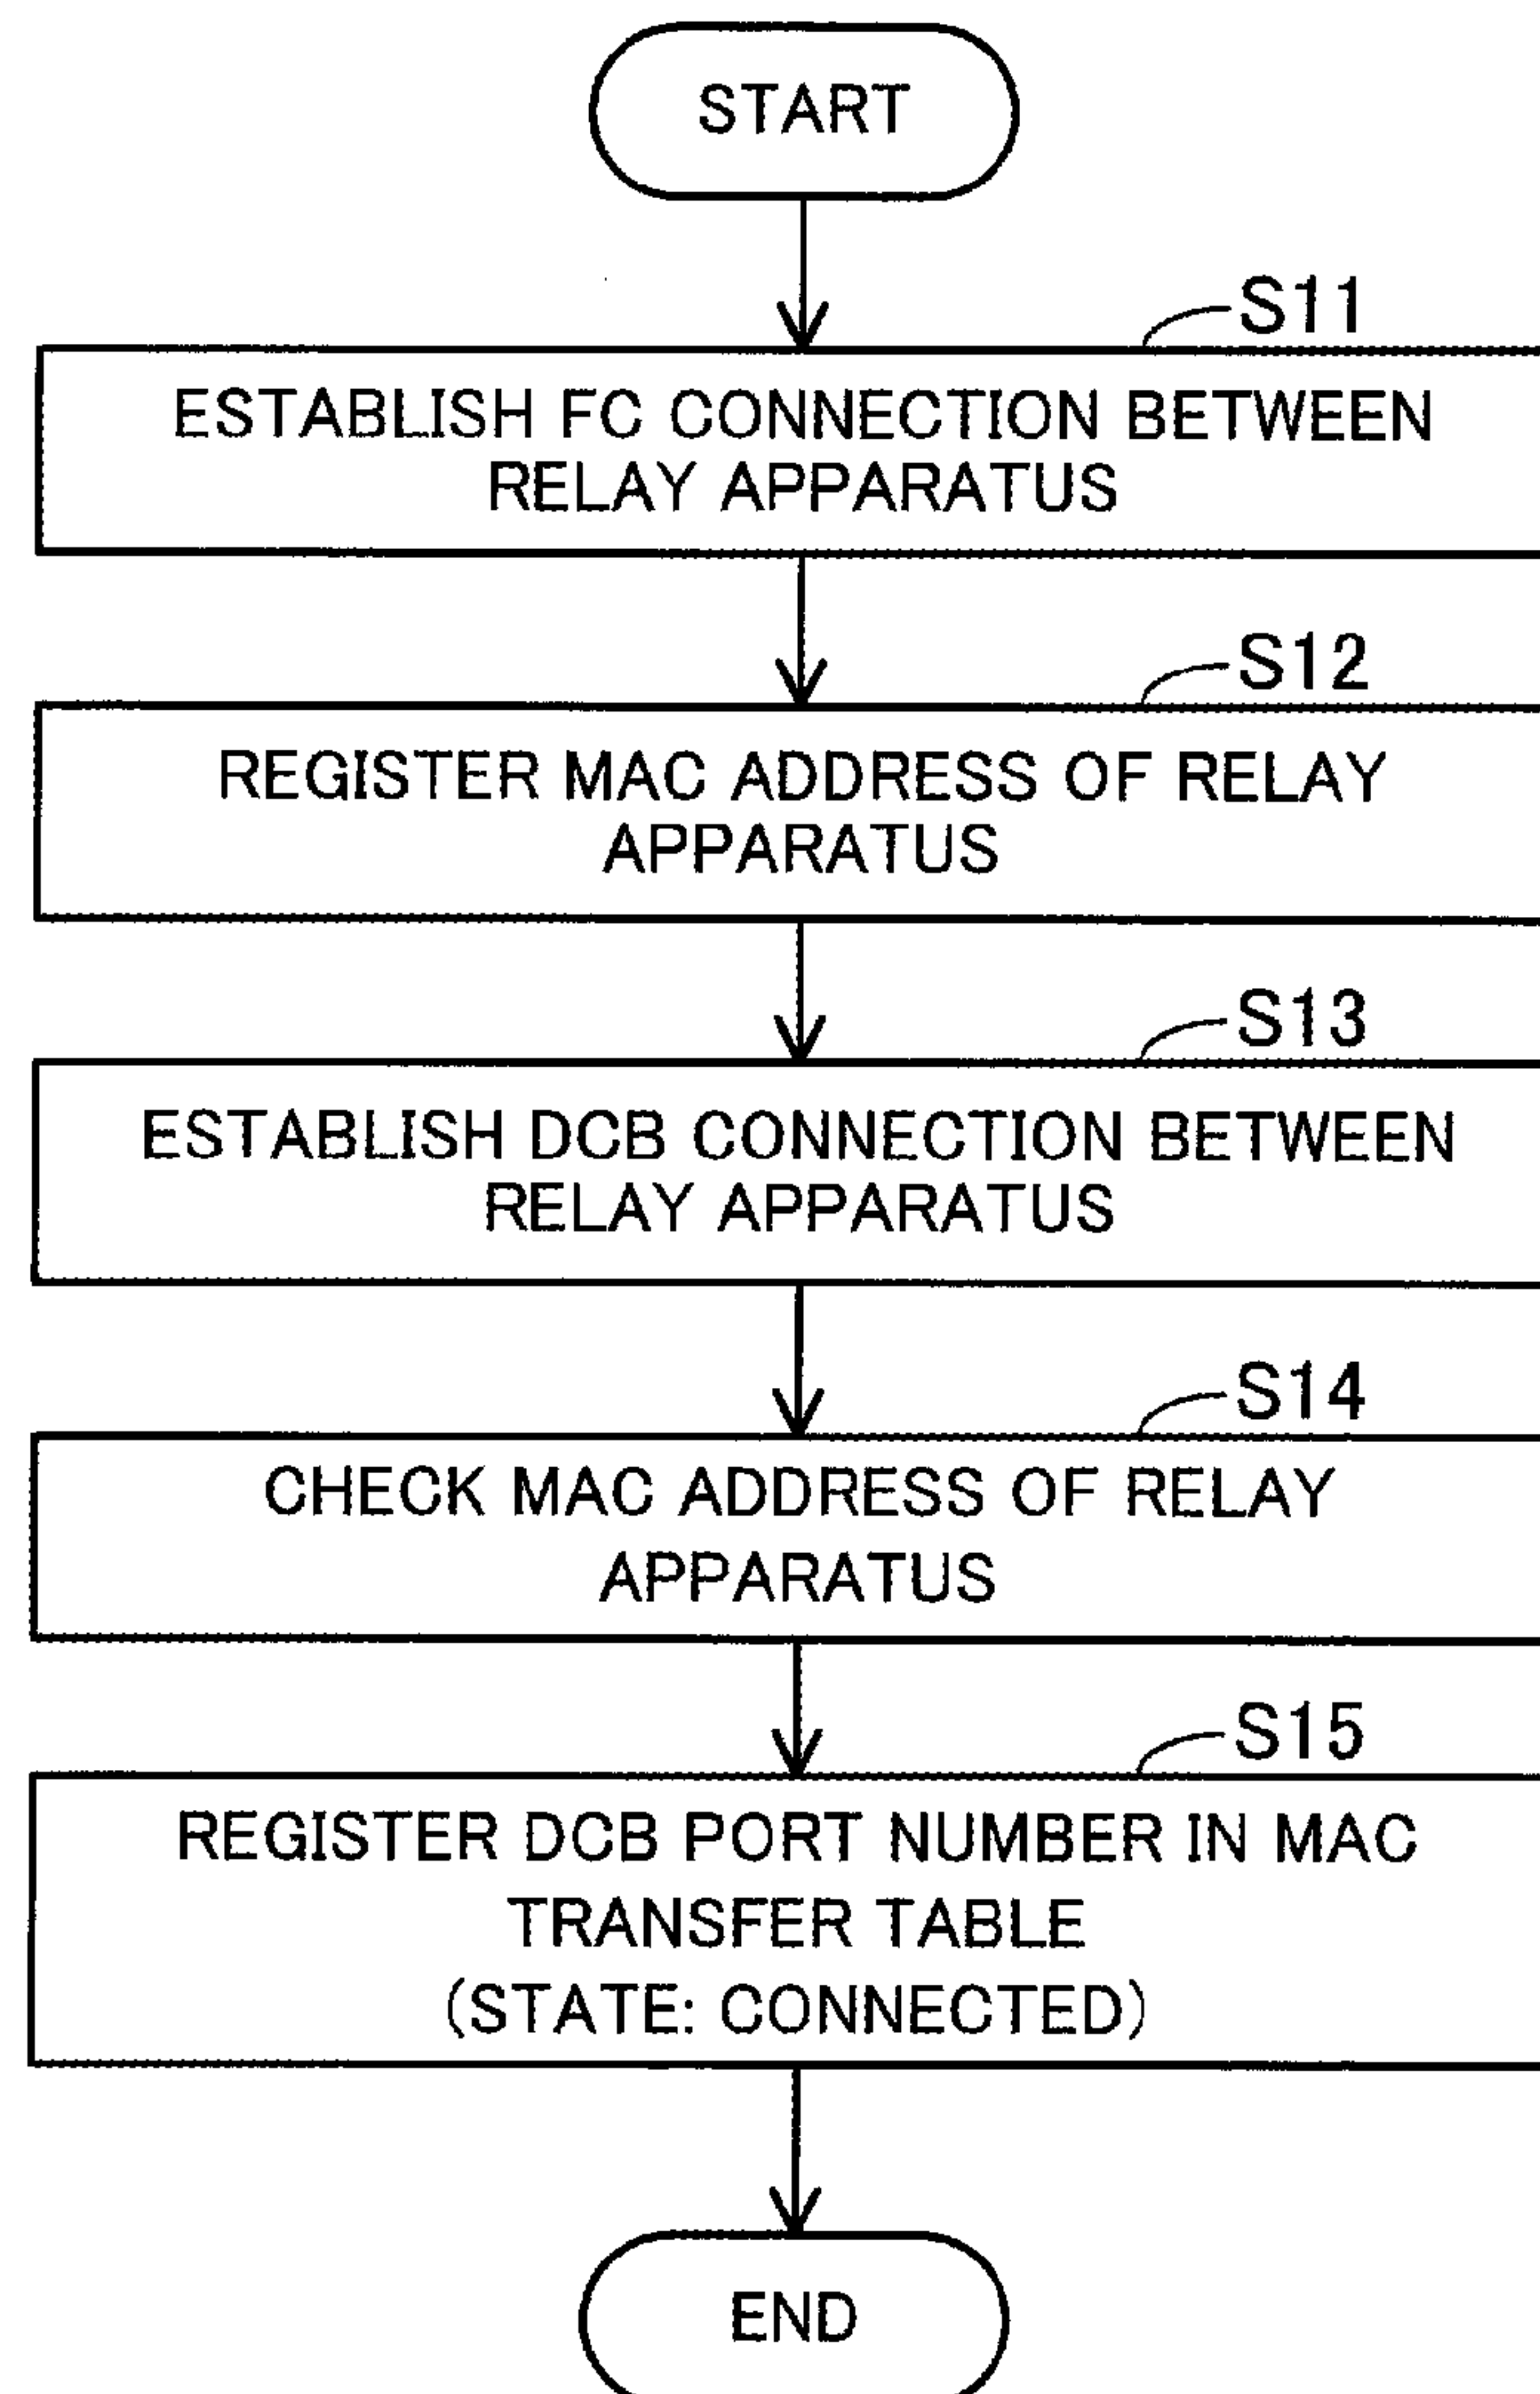 START
S11
ESTABLISH FC CONNECTION BETWEEN
RELAY APPARATUS
S12
REGISTER MAC ADDRESS OF RELAY
APPARATUS
S13
ESTABLISH DCB CONNECTION BETWEEN
RELAY APPARATUS
S14
CHECK MAC ADDRESS OF RELAY
APPARATUS
S15
REGISTER DCB PORT NUMBER IN MAC
TRANSFER TABLE
(STATE: CONNECTED)
END